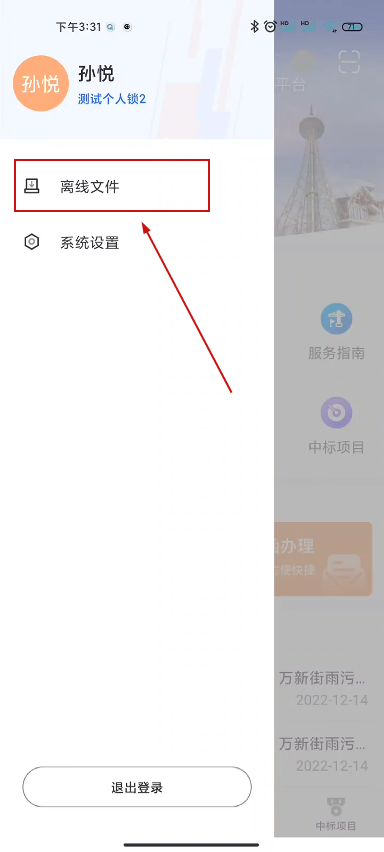 下午3:31
孙悦
孙悦
测试个人锁2
平台
离线文件
系统设置
服务指南
中标项目
办理
便快捷
万新街雨污...
2022-12-14
万新街雨污...
2022-12-14
退出登录
中标项目